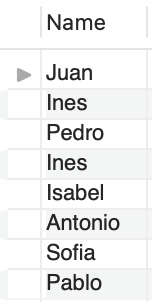 Name
Juan
Ines
Pedro
Ines
Isabel
Antonio
Sofia
Pablo